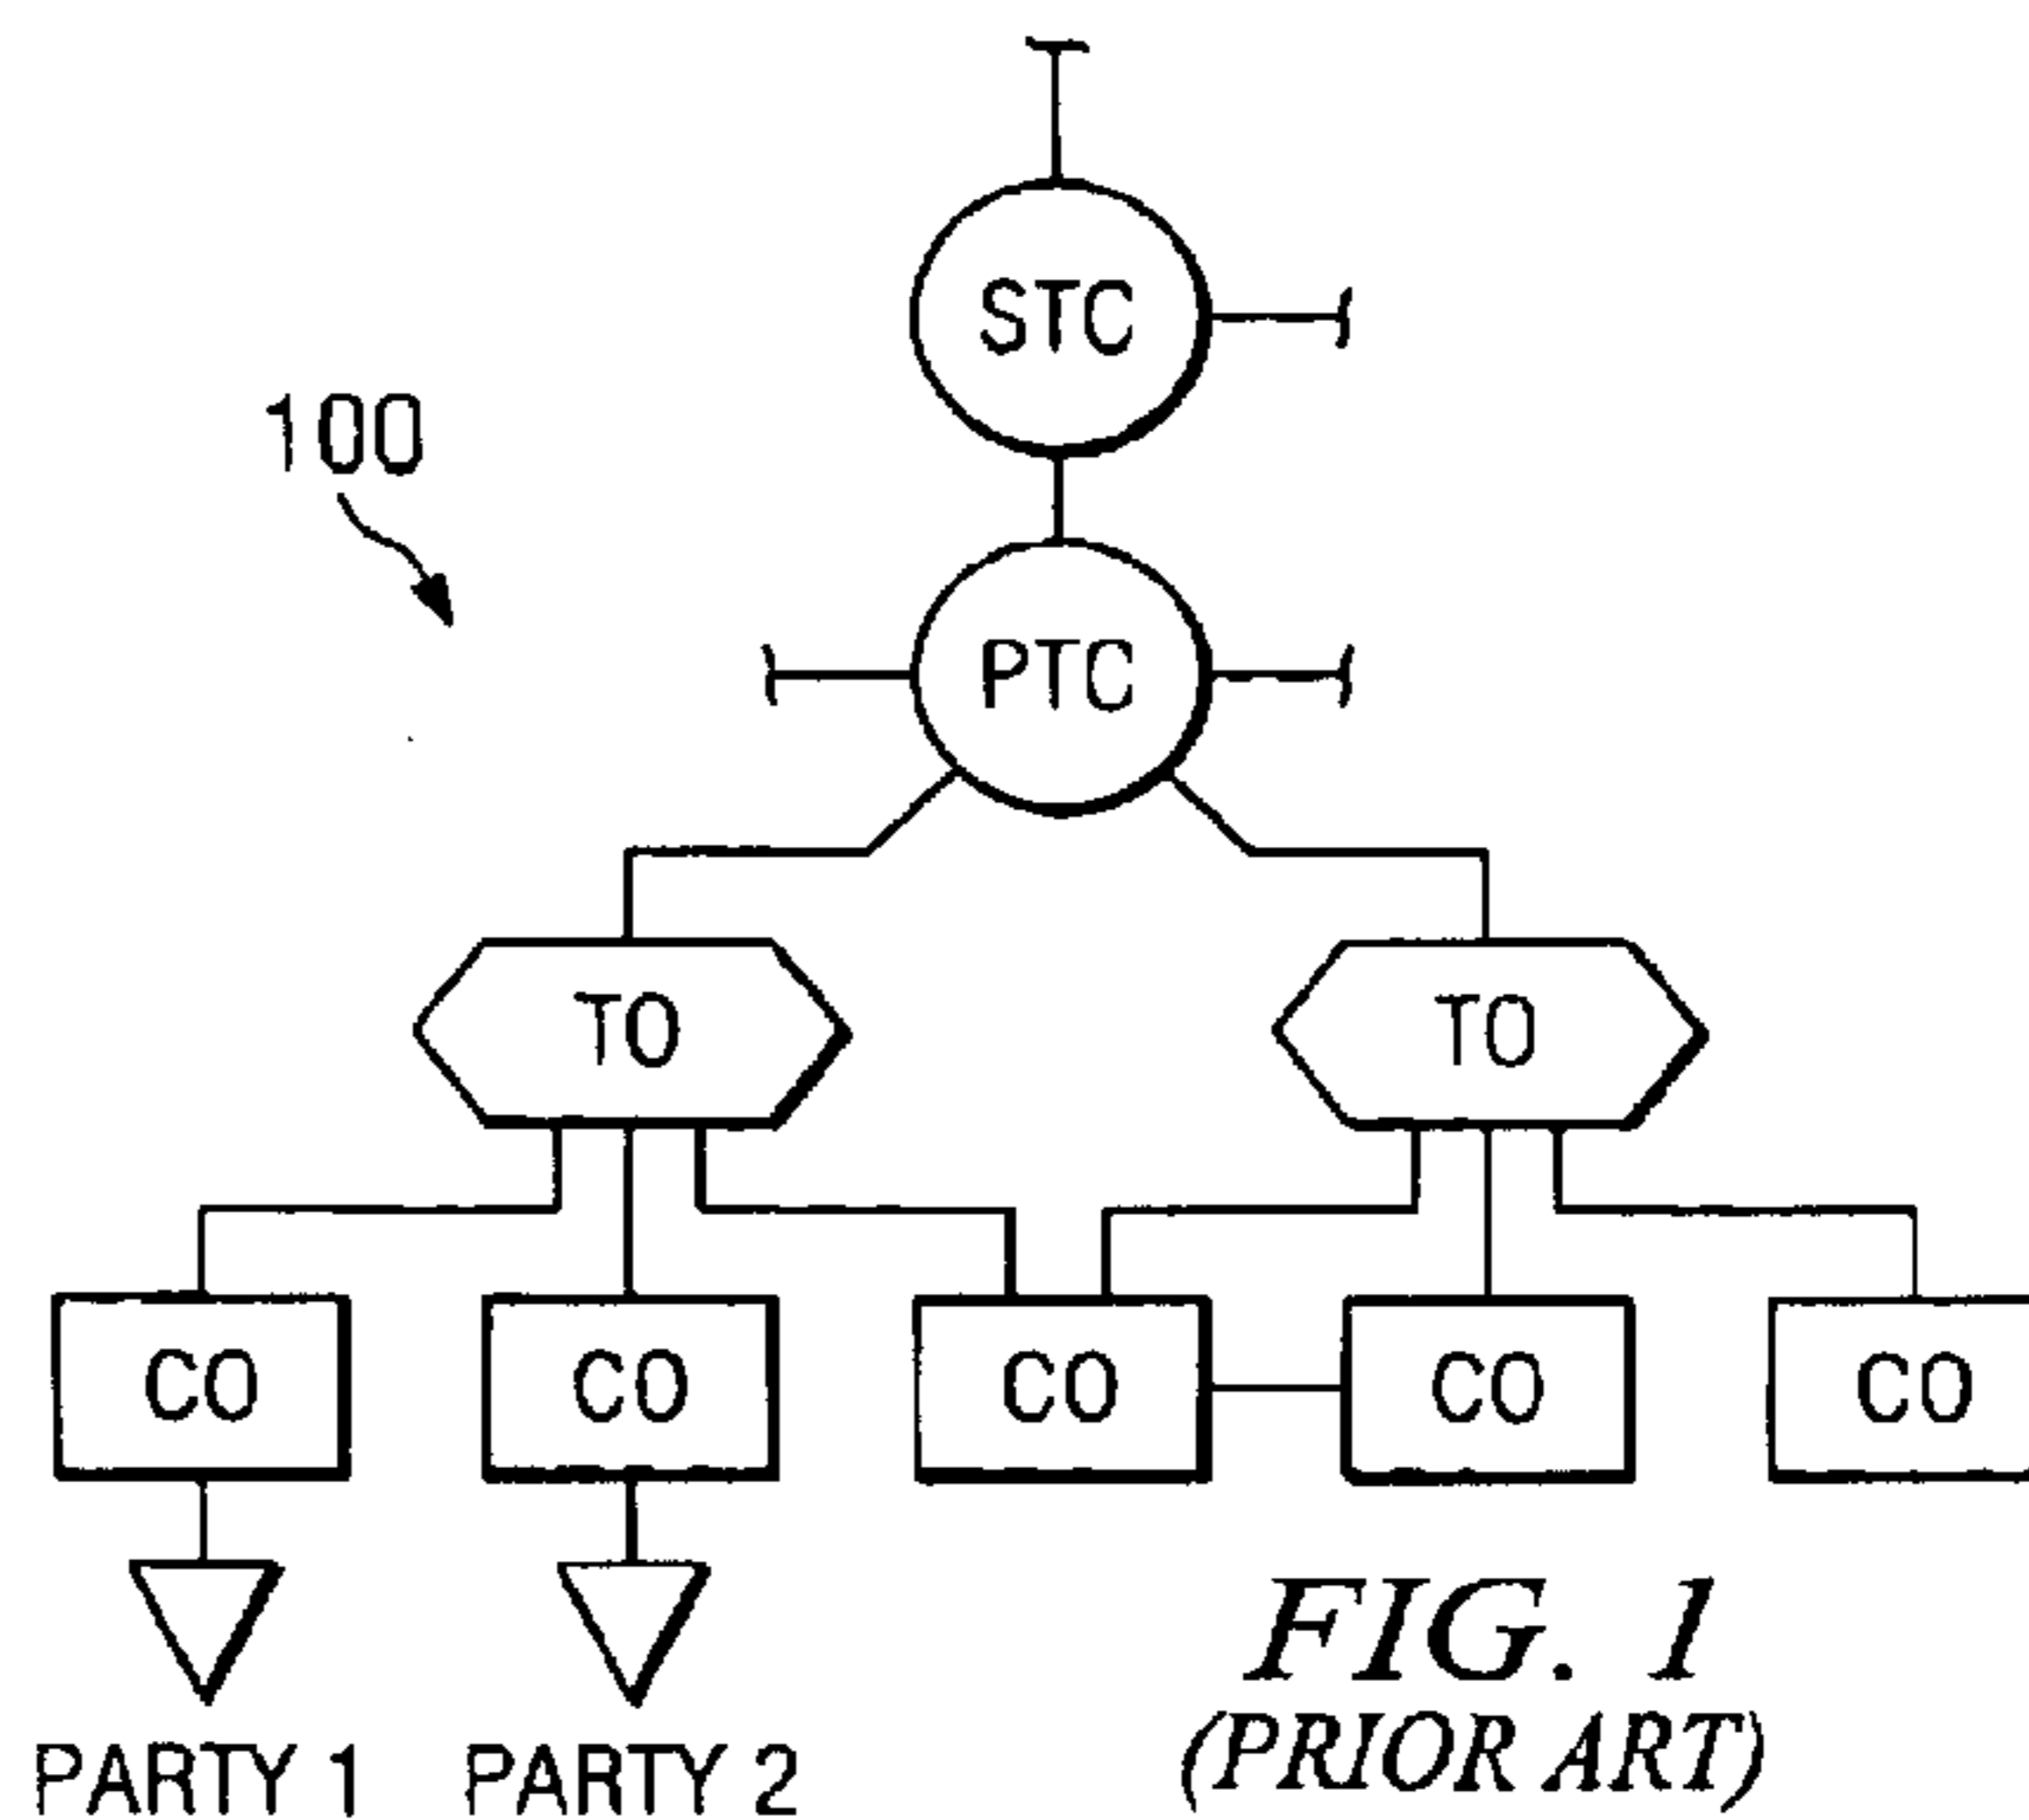 STC
100
PTC
TO
TO
CO
CO
CO
CO
CO
FIG. 1
(PRIOR ART)
PARTY 1
PARTY 2